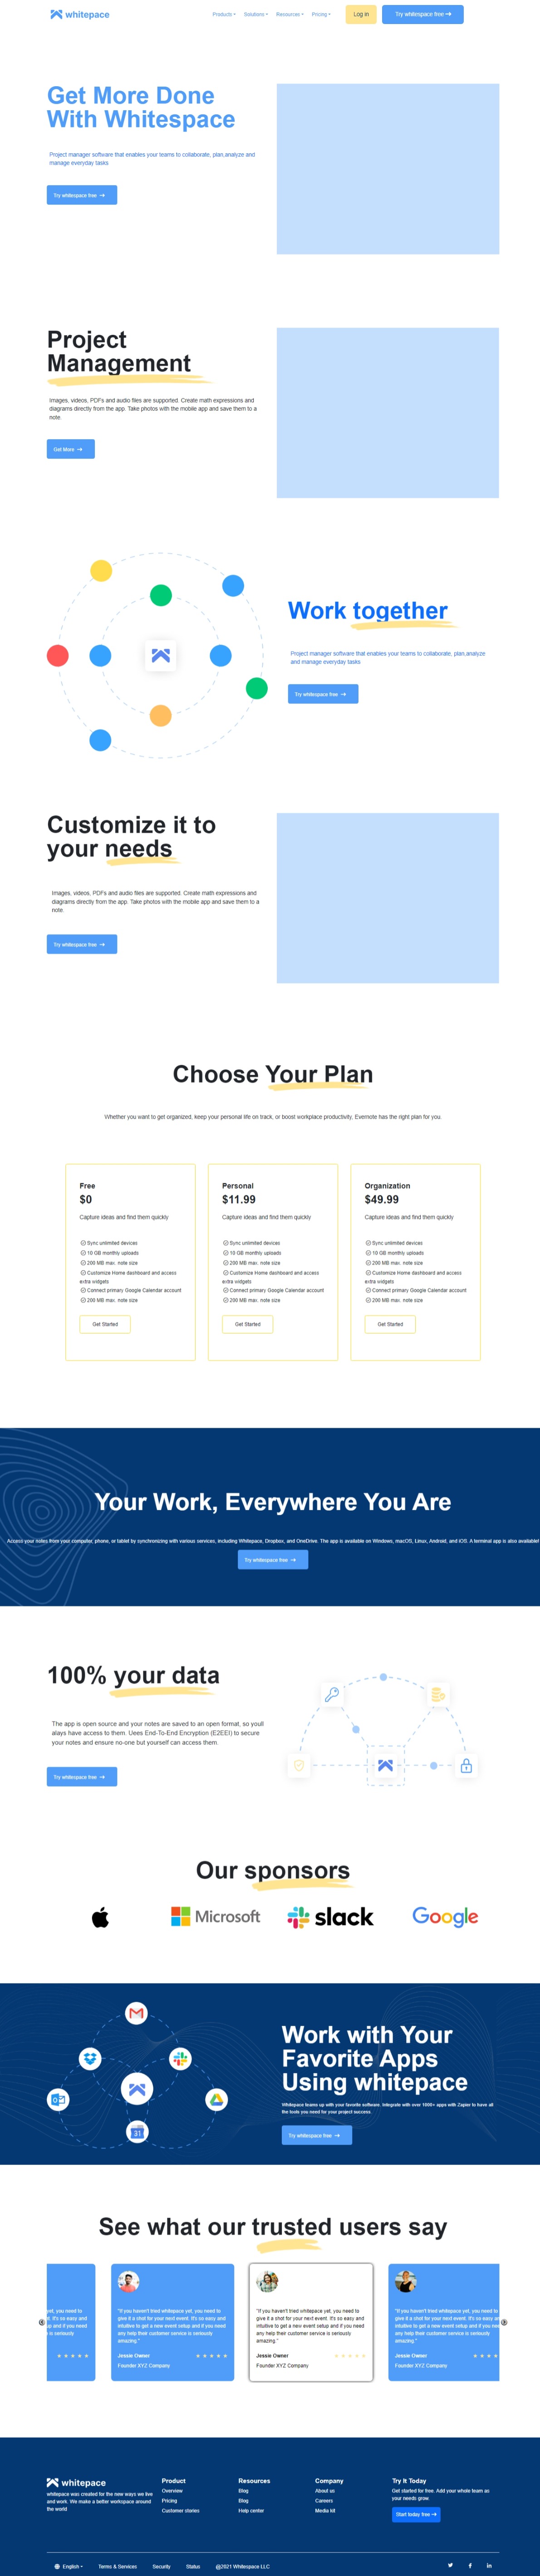 whitepace
Products
Solutions
Resources
Pricing
Log in
Try whitespace free →
Get More Done
With Whitespace
Project manager software that enables your teams to collaborate, plan,analyze and
manage everyday tasks
Try whitespace free →
Project
Management
Images, videos, PDFs and audio files are supported. Create math expressions and
diagrams directly from the app. Take photos with the mobile app and save them to a
note.
Get More →
Work together
Project manager software that enables your teams to collaborate, plan,analyze
and manage everyday tasks
Try whitespace free →
Customize it to
your needs
Images, videos, PDFs and audio files are supported. Create math expressions and
diagrams directly from the app. Take photos with the mobile app and save them to a
note.
Try whitespace free →
Choose Your Plan
Whether you want to get organized, keep your personal life on track, or boost workplace productivity, Evernote has the right plan for you
Free
$0
Capture ideas and find them quickly
Sync unlimited devices
10 GB monthly uploads
200 MB max. note size
Customize Home dashboard and access
extra widgets
Connect primary Google Calendar account
200 MB max. note size
Get Started
Personal
$11.99
Capture ideas and find them quickly
Sync unlimited devices
10 GB monthly uploads
200 MB max. note size
Customize Home dashboard and access
extra widgets
Connect primary Google Calendar account
200 MB max. note size
Get Started
Organization
$49.99
Capture ideas and find them quickly
Sync unlimited devices
10 GB monthly uploads
200 MB max. note size
Customize Home dashboard and access
extra widgets
Connect primary Google Calendar account
200 MB max. note size
Get Started
Your Work, Everywhere You Are
Access your notes from your computer, phone, or tablet by synchronizing with various services, including Whitepace, Dropbox, and OneDrive. The app is available on Windows, macOS, Linux, Android, and iOS. A terminal app is also available!
Try whitespace free →
100% your data
The app is open source and your notes are saved to an open format, so youll
alays have access to them. Uees End-To-End Encryption (E2EEI) to secure
your notes and ensure no-one but yourself can access them.
Try whitespace free →
Our sponsors
Microsoft
slack
Google
31
Work with Your
Favorite Apps
Using whitepace
Whitepace teams up with your favorite software. Integrate with over 1000+ apps with Zapier to have all
the tools you need for your project success.
Try whitespace free →
See what our trusted users say
yet, you need to
t. It's so easy and
up and if you need
is seriously
"If you haven't tried whitepace yet, you need to
give it a shot for your next event. It's so easy and
intuitive to get a new event setup and if you need
any help their customer service is seriously
amazing."
Jessie Owner
Founder XYZ Company
"If you haven't tried whitepace yet, you need to
give it a shot for your next event. It's so easy and
intuitive to get a new event setup and if you need
any help their customer service is seriously
amazing."
Jessie Owner
Founder XYZ Company
"If you haven't tried whitepace yet, you need to
give it a shot for your next event. It's so easy and
intuitive to get a new event setup and if you need
any help their customer service is seriously
amazing."
Jessie Owner
Founder XYZ Company
whitepace
whitepace was created for the new ways we live
and work. We make a better workspace around
the world
Product
Overview
Pricing
Customer stories
Resources
Blog
Blog
Help center
Company
About us
Careers
Media kit
Try It Today
Get started for free. Add your whole team as
your needs grow.
Start today free →
English
Terms & Services
Security
Status
@2021 Whitespace LLC